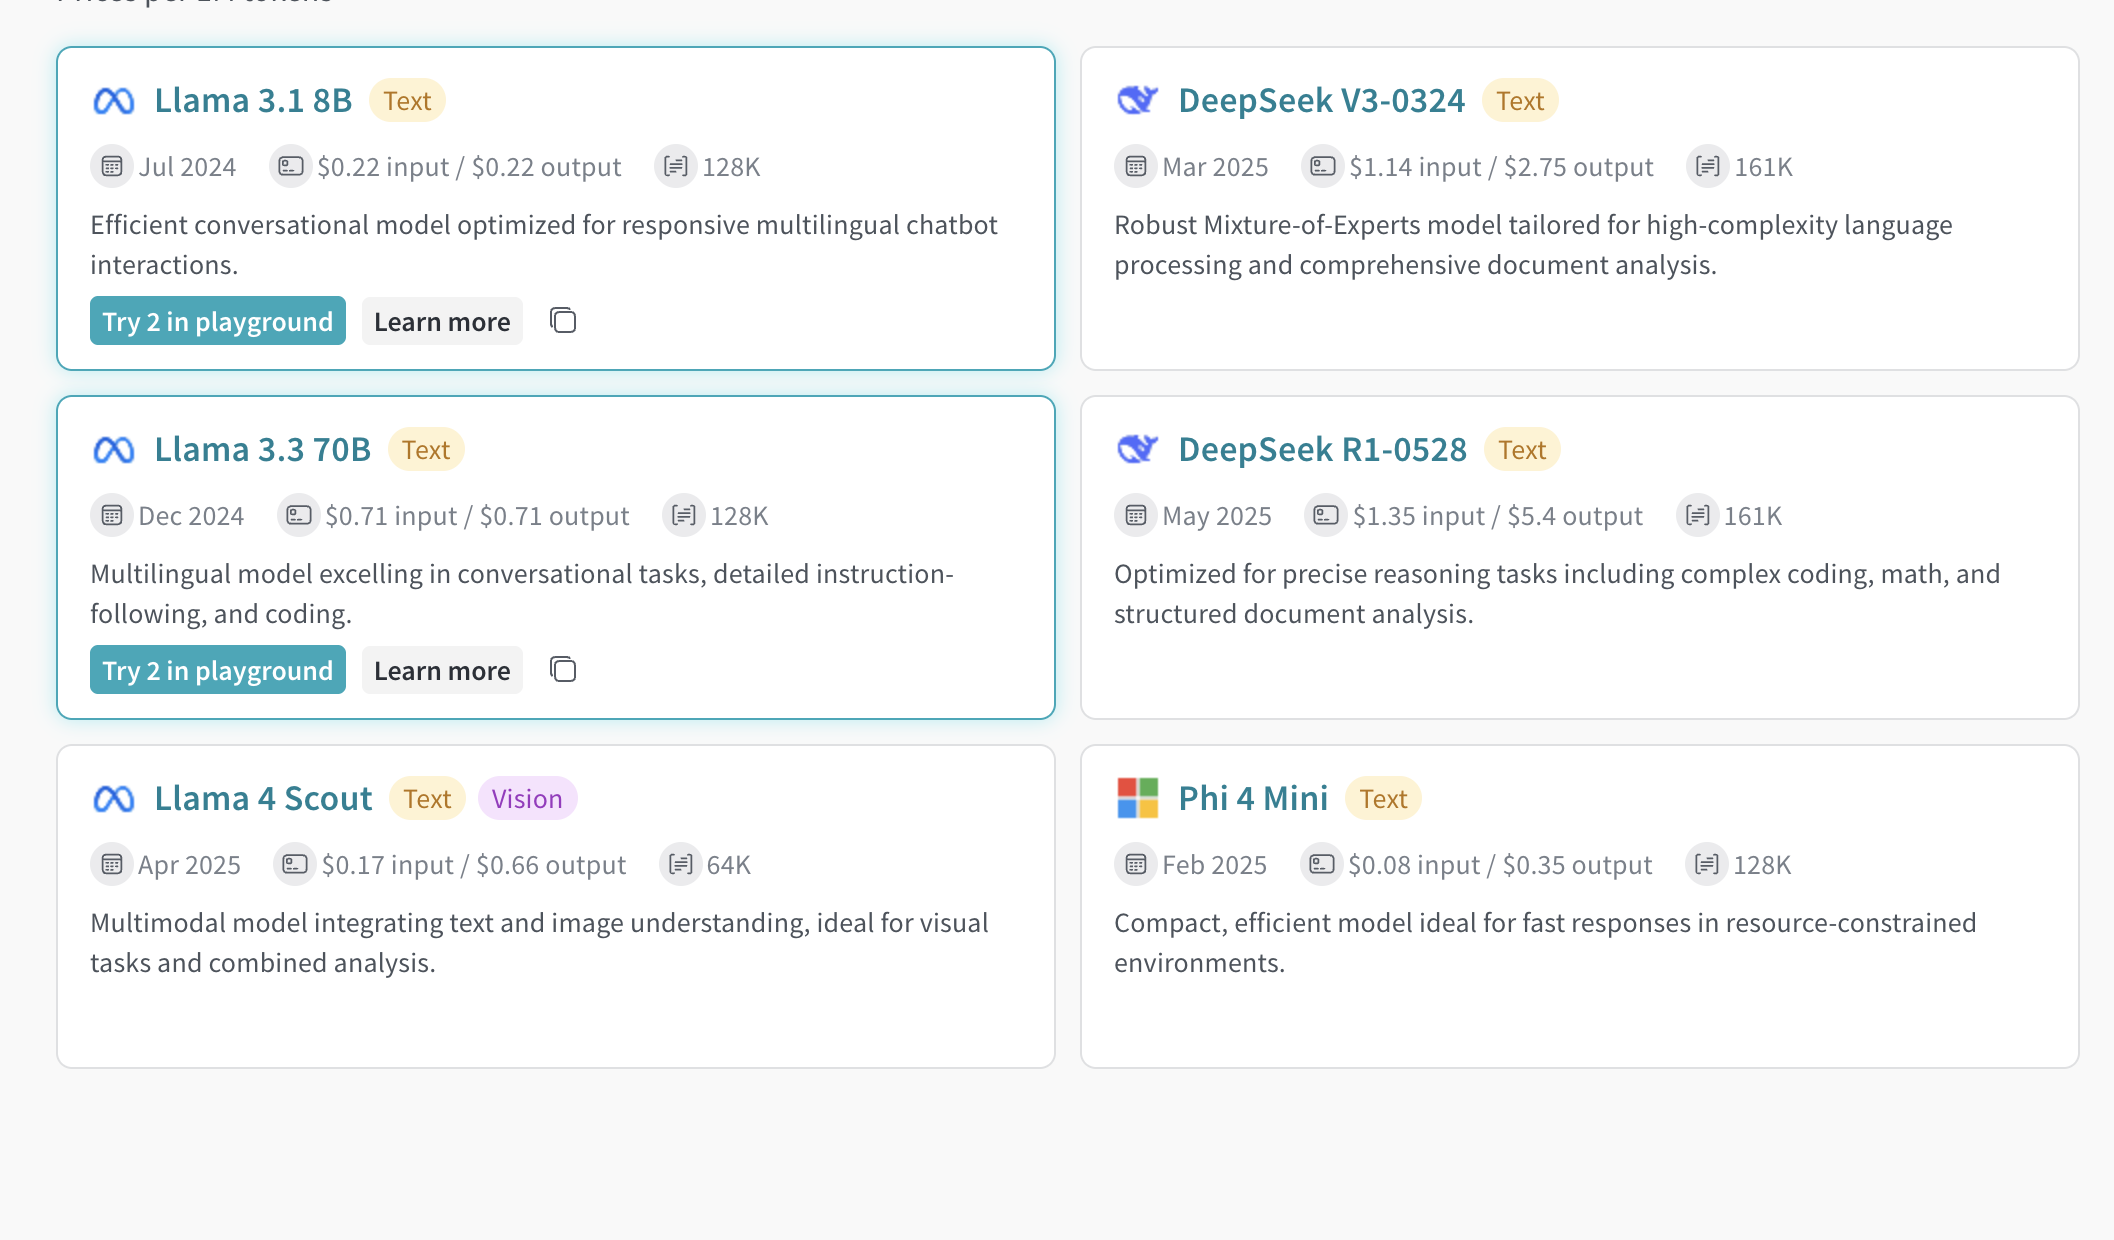 Prices per 1M tokens
Llama 3.1 8B Text
Jul 2024 $0.22 input / $0.22 output 128K
Efficient conversational model optimized for responsive multilingual chatbot
interactions.
Try 2 in playground Learn more
DeepSeek V3-0324 Text
Mar 2025 $1.14 input / $2.75 output 161K
Robust Mixture-of-Experts model tailored for high-complexity language
processing and comprehensive document analysis.
Llama 3.3 70B Text
Dec 2024 $0.71 input / $0.71 output 128K
Multilingual model excelling in conversational tasks, detailed instruction-
following, and coding.
Try 2 in playground Learn more
DeepSeek R1-0528 Text
May 2025 $1.35 input / $5.4 output 161K
Optimized for precise reasoning tasks including complex coding, math, and
structured document analysis.
Llama 4 Scout Text Vision
Apr 2025 $0.17 input / $0.66 output 64K
Multimodal model integrating text and image understanding, ideal for visual
tasks and combined analysis.
Phi 4 Mini Text
Feb 2025 $0.08 input / $0.35 output 128K
Compact, efficient model ideal for fast responses in resource-constrained
environments.